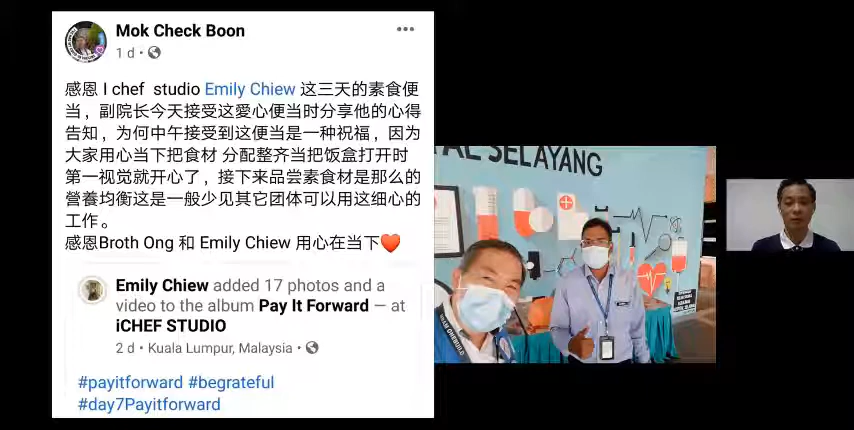 Mok Check Boon
1 d ·
感恩 I chef studio Emily Chiew 这三天的素食便
当，副院长今天接受这愛心便当时分享他的心得
告知，为何中午接受到这便当是一种祝福，因为
大家用心当下把食材 分配整齐当把饭盒打开时
第一视觉就开心了，接下来品尝素食材是那么的
營養均衡这是一般少见其它团体可以用这细心的
工作。
感恩Broth Ong 和 Emily Chiew 用心在当下❤️
Emily Chiew added 17 photos and a
video to the album Pay It Forward — at
iCHEF STUDIO
2 d · Kuala Lumpur, Malaysia ·
#payitforward #begrateful
#day7Payitforward
SELAYANG